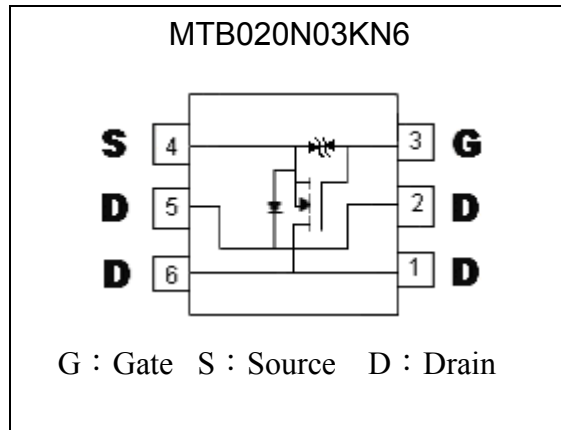 MTB020N03KN6
S 4 3 G
D 5 2 D
D 6 1 D
G：Gate S：Source D：Drain